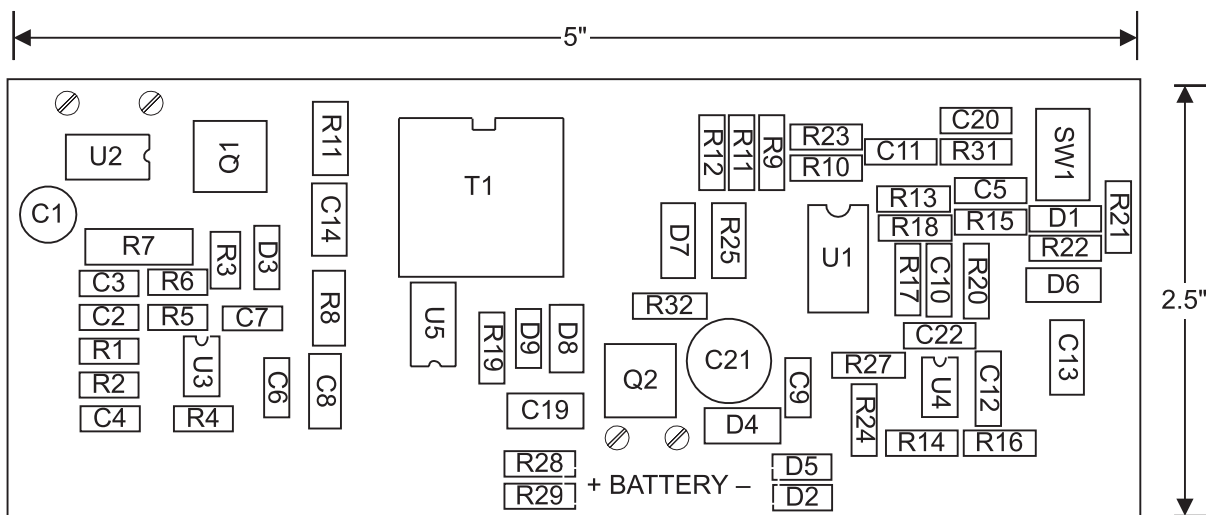 5"
2.5"
U2
Q1
R11
C1
C14
T1
R7
R3
D3
C3
R6
C2
R5
C7
R8
R1
U3
R2
C6
C8
C4
R4
U5
R19
D9
D8
C19
R12
R11
R9
R23
R10
C11
C20
R31
SW1
D7
R25
U1
R13
R18
C5
R15
D1
R22
R21
R17
C10
R20
D6
R32
C21
Q2
D4
C9
C22
R27
U4
C12
C13
R24
R14
R16
R28
R29
+ BATTERY –
D5
D2